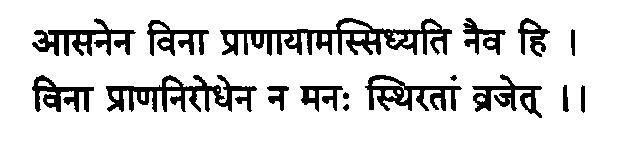 आसनेन विना प्राणायामस्सिध्यति नैव हि ।
विना प्राणनिरोधेन न मनः स्थिरतां व्रजेत् ।।